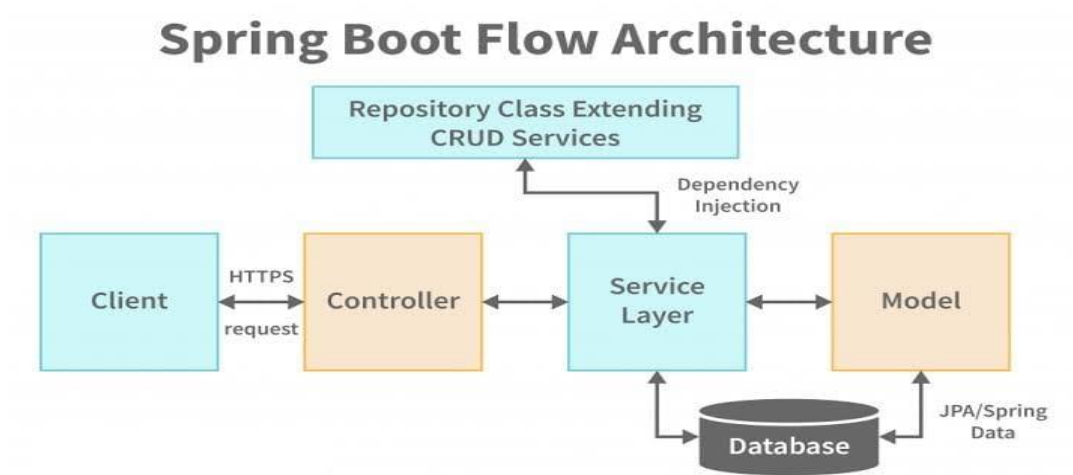 Spring Boot Flow Architecture
Repository Class Extending
CRUD Services
Dependency
Injection
Client
HTTPS
request
Controller
Service
Layer
Model
Database
JPA/Spring
Data